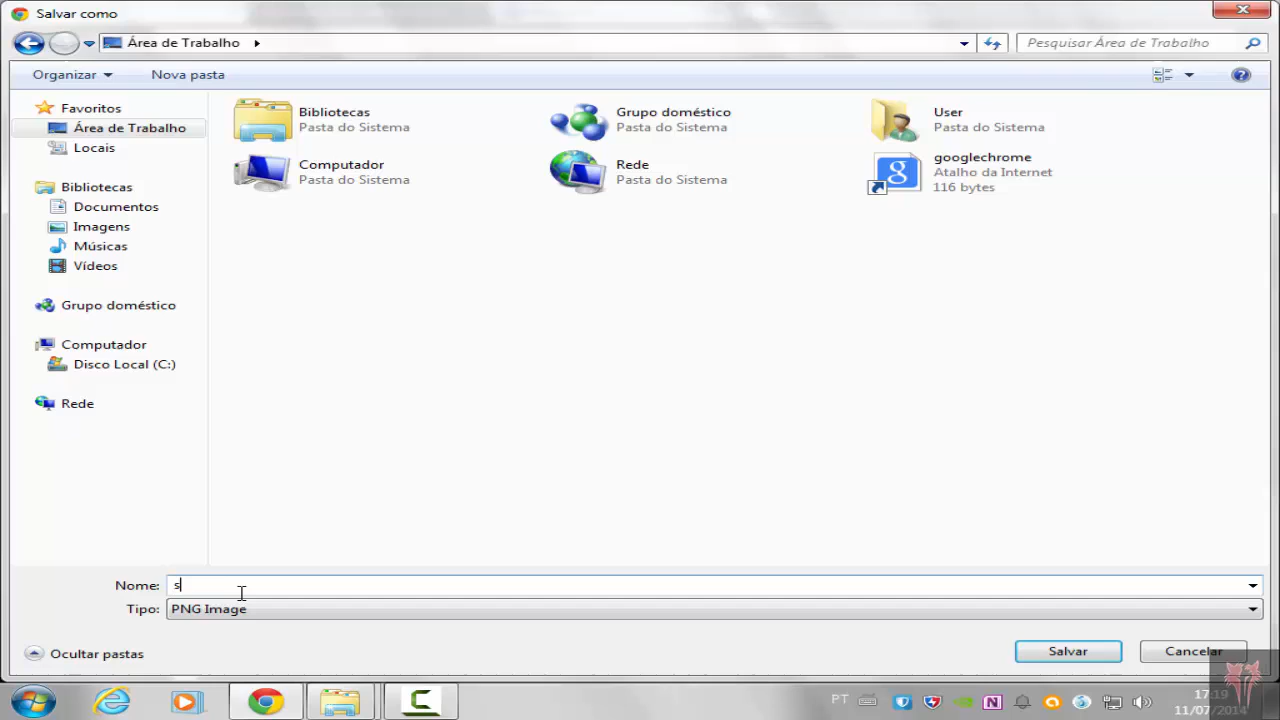 Salvar como
Área de Trabalho
Pesquisar Área de Trabalho
Organizar
Nova pasta
Favoritos
Área de Trabalho
Locais
Bibliotecas
Documentos
Imagens
Músicas
Vídeos
Grupo doméstico
Computador
Disco Local (C:)
Rede
Bibliotecas
Pasta do Sistema
Grupo doméstico
Pasta do Sistema
User
Pasta do Sistema
Computador
Pasta do Sistema
Rede
Pasta do Sistema
g
googlechrome
Atalho da Internet
116 bytes
Nome: s
Tipo: PNG Image
Ocultar pastas
Salvar
Cancelar
PT
N
17:19
11/07/2014